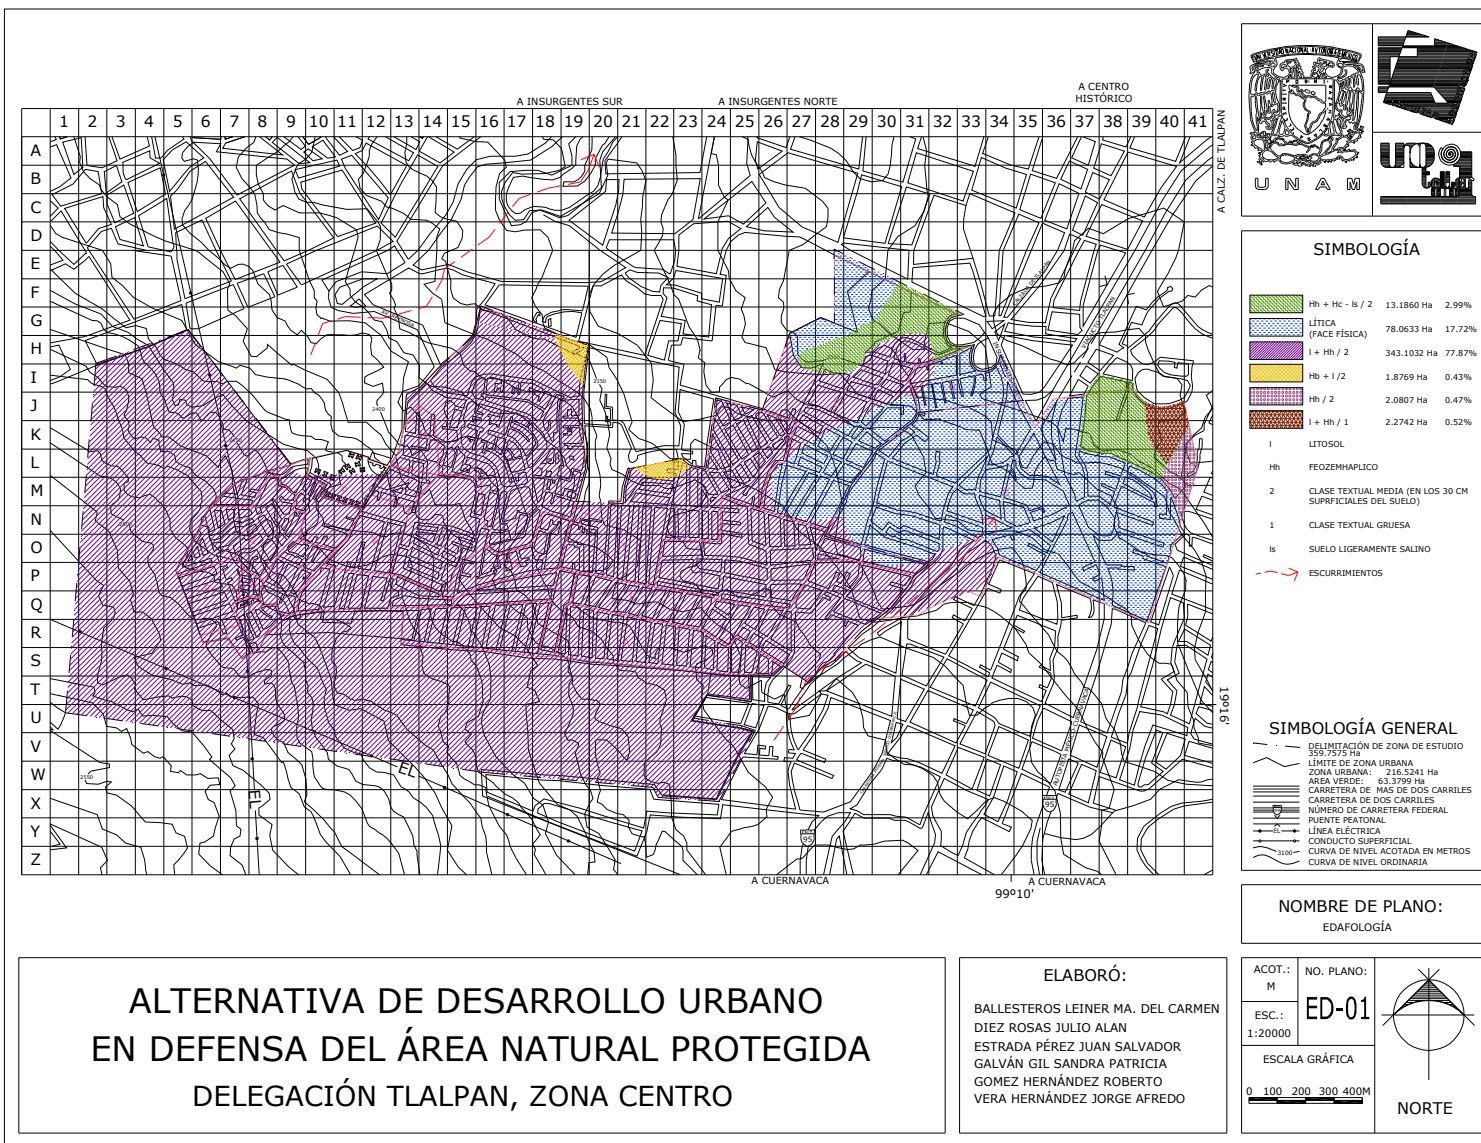 A INSURGENTES SUR
A INSURGENTES NORTE
A CENTRO
HISTÓRICO
1 2 3 4 5 6 7 8 9 10 11 12 13 14 15 16 17 18 19 20 21 22 23 24 25 26 27 28 29 30 31 32 33 34 35 36 37 38 39 40 41
A
B
C
D
E
F
G
H
I
J
K
L
M
N
O
P
Q
R
S
T
U
V
W
X
Y
Z
A CALZ. DE TLALPAN
19º16'
2350
2400
2550
EL
EL
95
95
A CUERNAVACA
99º10'
A CUERNAVACA
UNAM
SIMBOLOGÍA
Hh + Hc - ls / 2 13.1860 Ha 2.99%
LÍTICA
(FACE FÍSICA) 78.0633 Ha 17.72%
I + Hh / 2 343.1032 Ha 77.87%
Hb + I /2 1.8769 Ha 0.43%
Hh / 2 2.0807 Ha 0.47%
I + Hh / 1 2.2742 Ha 0.52%
I LITOSOL
Hh FEOZEMHAPLICO
2 CLASE TEXTUAL MEDIA (EN LOS 30 CM
SUPRFICIALES DEL SUELO)
1 CLASE TEXTUAL GRUESA
ls SUELO LIGERAMENTE SALINO
ESCURRIMIENTOS
SIMBOLOGÍA GENERAL
DELIMITACIÓN DE ZONA DE ESTUDIO
359.7575 Ha
LÍMITE DE ZONA URBANA
ZONA URBANA: 216.5241 Ha
AREA VERDE: 63.3799 Ha
CARRETERA DE MAS DE DOS CARRILES
CARRETERA DE DOS CARRILES
NÚMERO DE CARRETERA FEDERAL
PUENTE PEATONAL
EL LÍNEA ELÉCTRICA
CONDUCTO SUPERFICIAL
3100 CURVA DE NIVEL ACOTADA EN METROS
CURVA DE NIVEL ORDINARIA
NOMBRE DE PLANO:
EDAFOLOGÍA
ALTERNATIVA DE DESARROLLO URBANO
EN DEFENSA DEL ÁREA NATURAL PROTEGIDA
DELEGACIÓN TLALPAN, ZONA CENTRO
ELABORÓ:
BALLESTEROS LEINER MA. DEL CARMEN
DIEZ ROSAS JULIO ALAN
ESTRADA PÉREZ JUAN SALVADOR
GALVÁN GIL SANDRA PATRICIA
GOMEZ HERNÁNDEZ ROBERTO
VERA HERNÁNDEZ JORGE AFREDO
ACOT.:
M
ESC.:
1:20000
NO. PLANO:
ED-01
ESCALA GRÁFICA
0 100 200 300 400M
NORTE